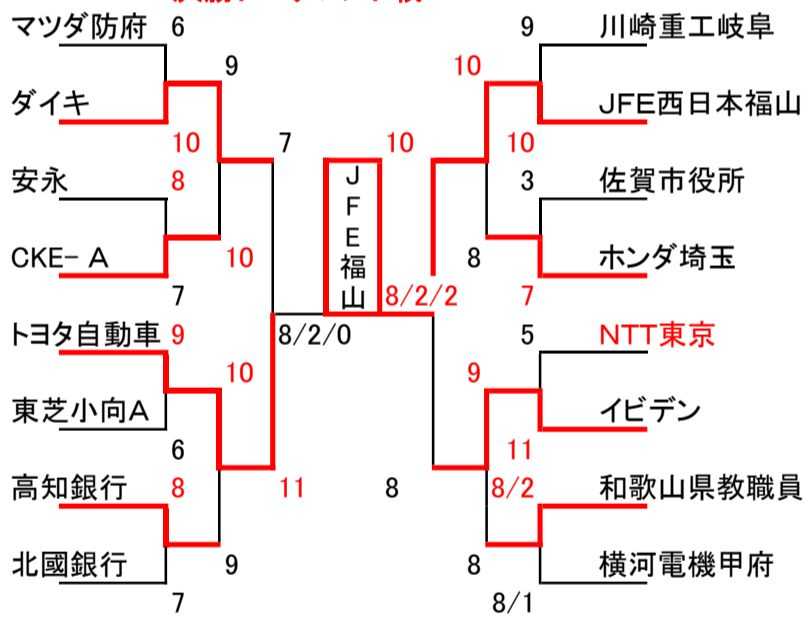 マツダ防府 6
9 川崎重工岐阜
9
10
ダイキ
JFE西日本福山
10
7
10
10
安永 8
3 佐賀市役所
JFE福山
CKE- A
10
8
ホンダ埼玉
7
8/2/2
7
トヨタ自動車 9
8/2/0
5 NTT東京
10
9
東芝小向A
イビデン
6
11
高知銀行 8
11
8
8/2 和歌山県教職員
北國銀行
9
8
横河電機甲府
7
8/1